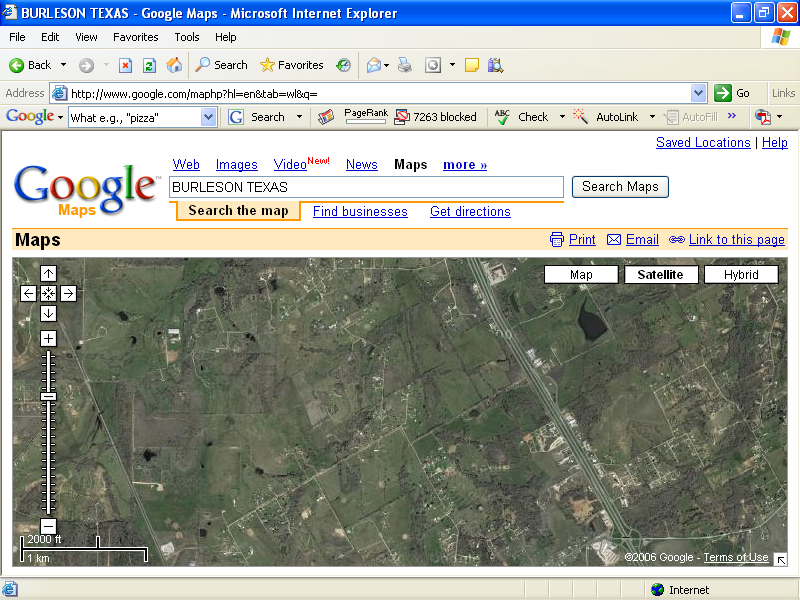 BURLESON TEXAS - Google Maps - Microsoft Internet Explorer
File Edit View Favorites Tools Help
Back Search Favorites
Address http://www.google.com/maphp?hl=en&tab=wl&q= Go Links
Google What e.g., "pizza" G Search PageRank 7263 blocked ABC Check AutoLink AutoFill »
Saved Locations | Help
Web Images Video New! News Maps more »
Google Maps ™
BURLESON TEXAS Search Maps
Search the map Find businesses Get directions
Maps Print Email Link to this page
Map Satellite Hybrid
2000 ft
1 km
©2006 Google - Terms of Use
Internet